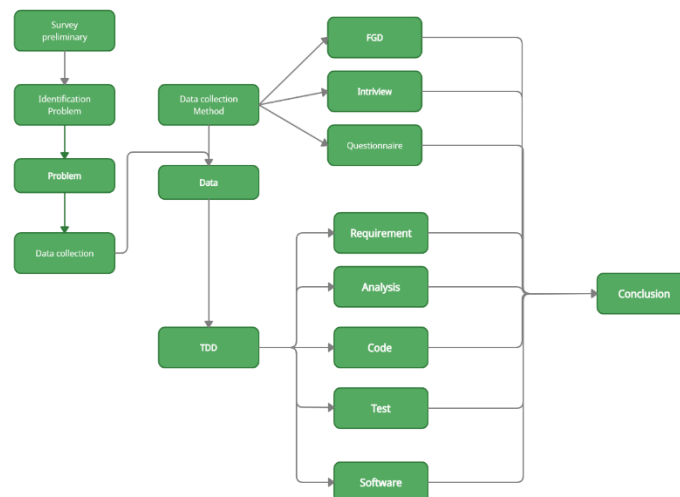 Survey
preliminary
Identification
Problem
Problem
Data collection
Data collection
Method
Data
TDD
FGD
Intriview
Questionnaire
Requirement
Analysis
Code
Test
Software
Conclusion